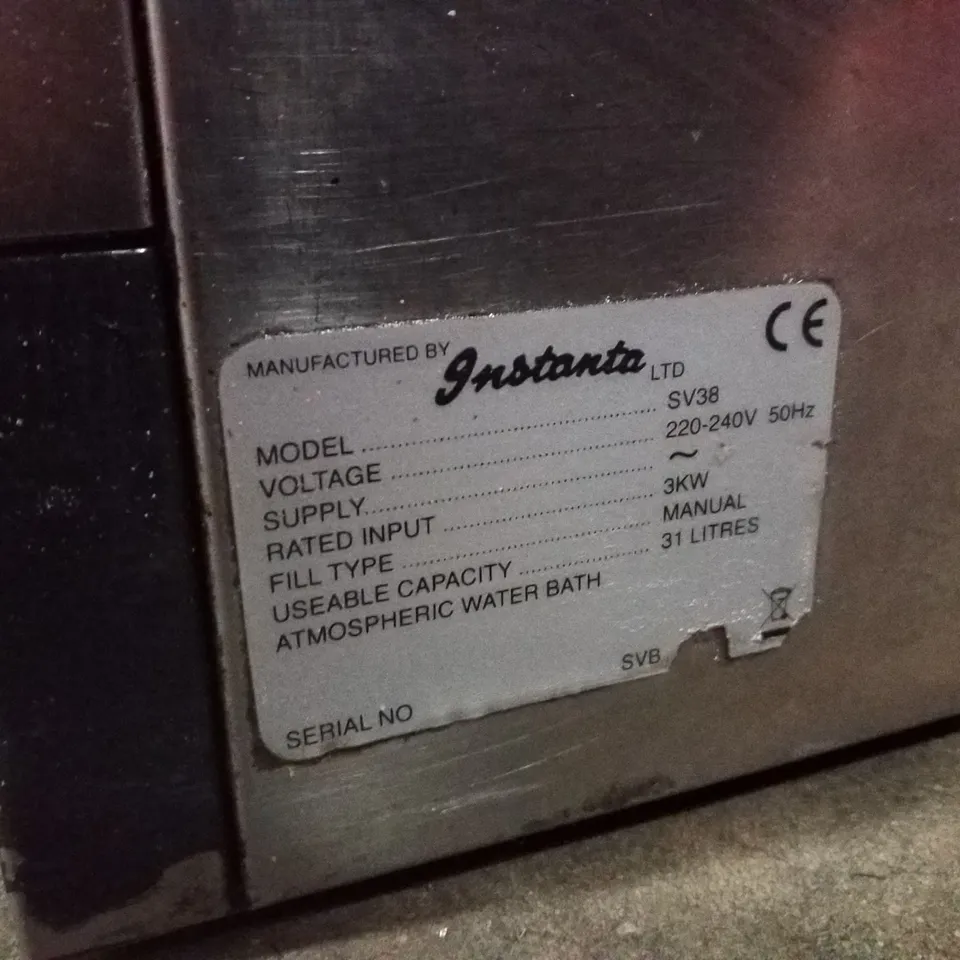 MANUFACTURED BY Instanta LTD
CE
MODEL ........ SV38
VOLTAGE ........ 220-240V 50Hz
SUPPLY ........ ~
RATED INPUT ........ 3KW
FILL TYPE ........ MANUAL
USEABLE CAPACITY ........ 31 LITRES
ATMOSPHERIC WATER BATH
SVB
SERIAL NO